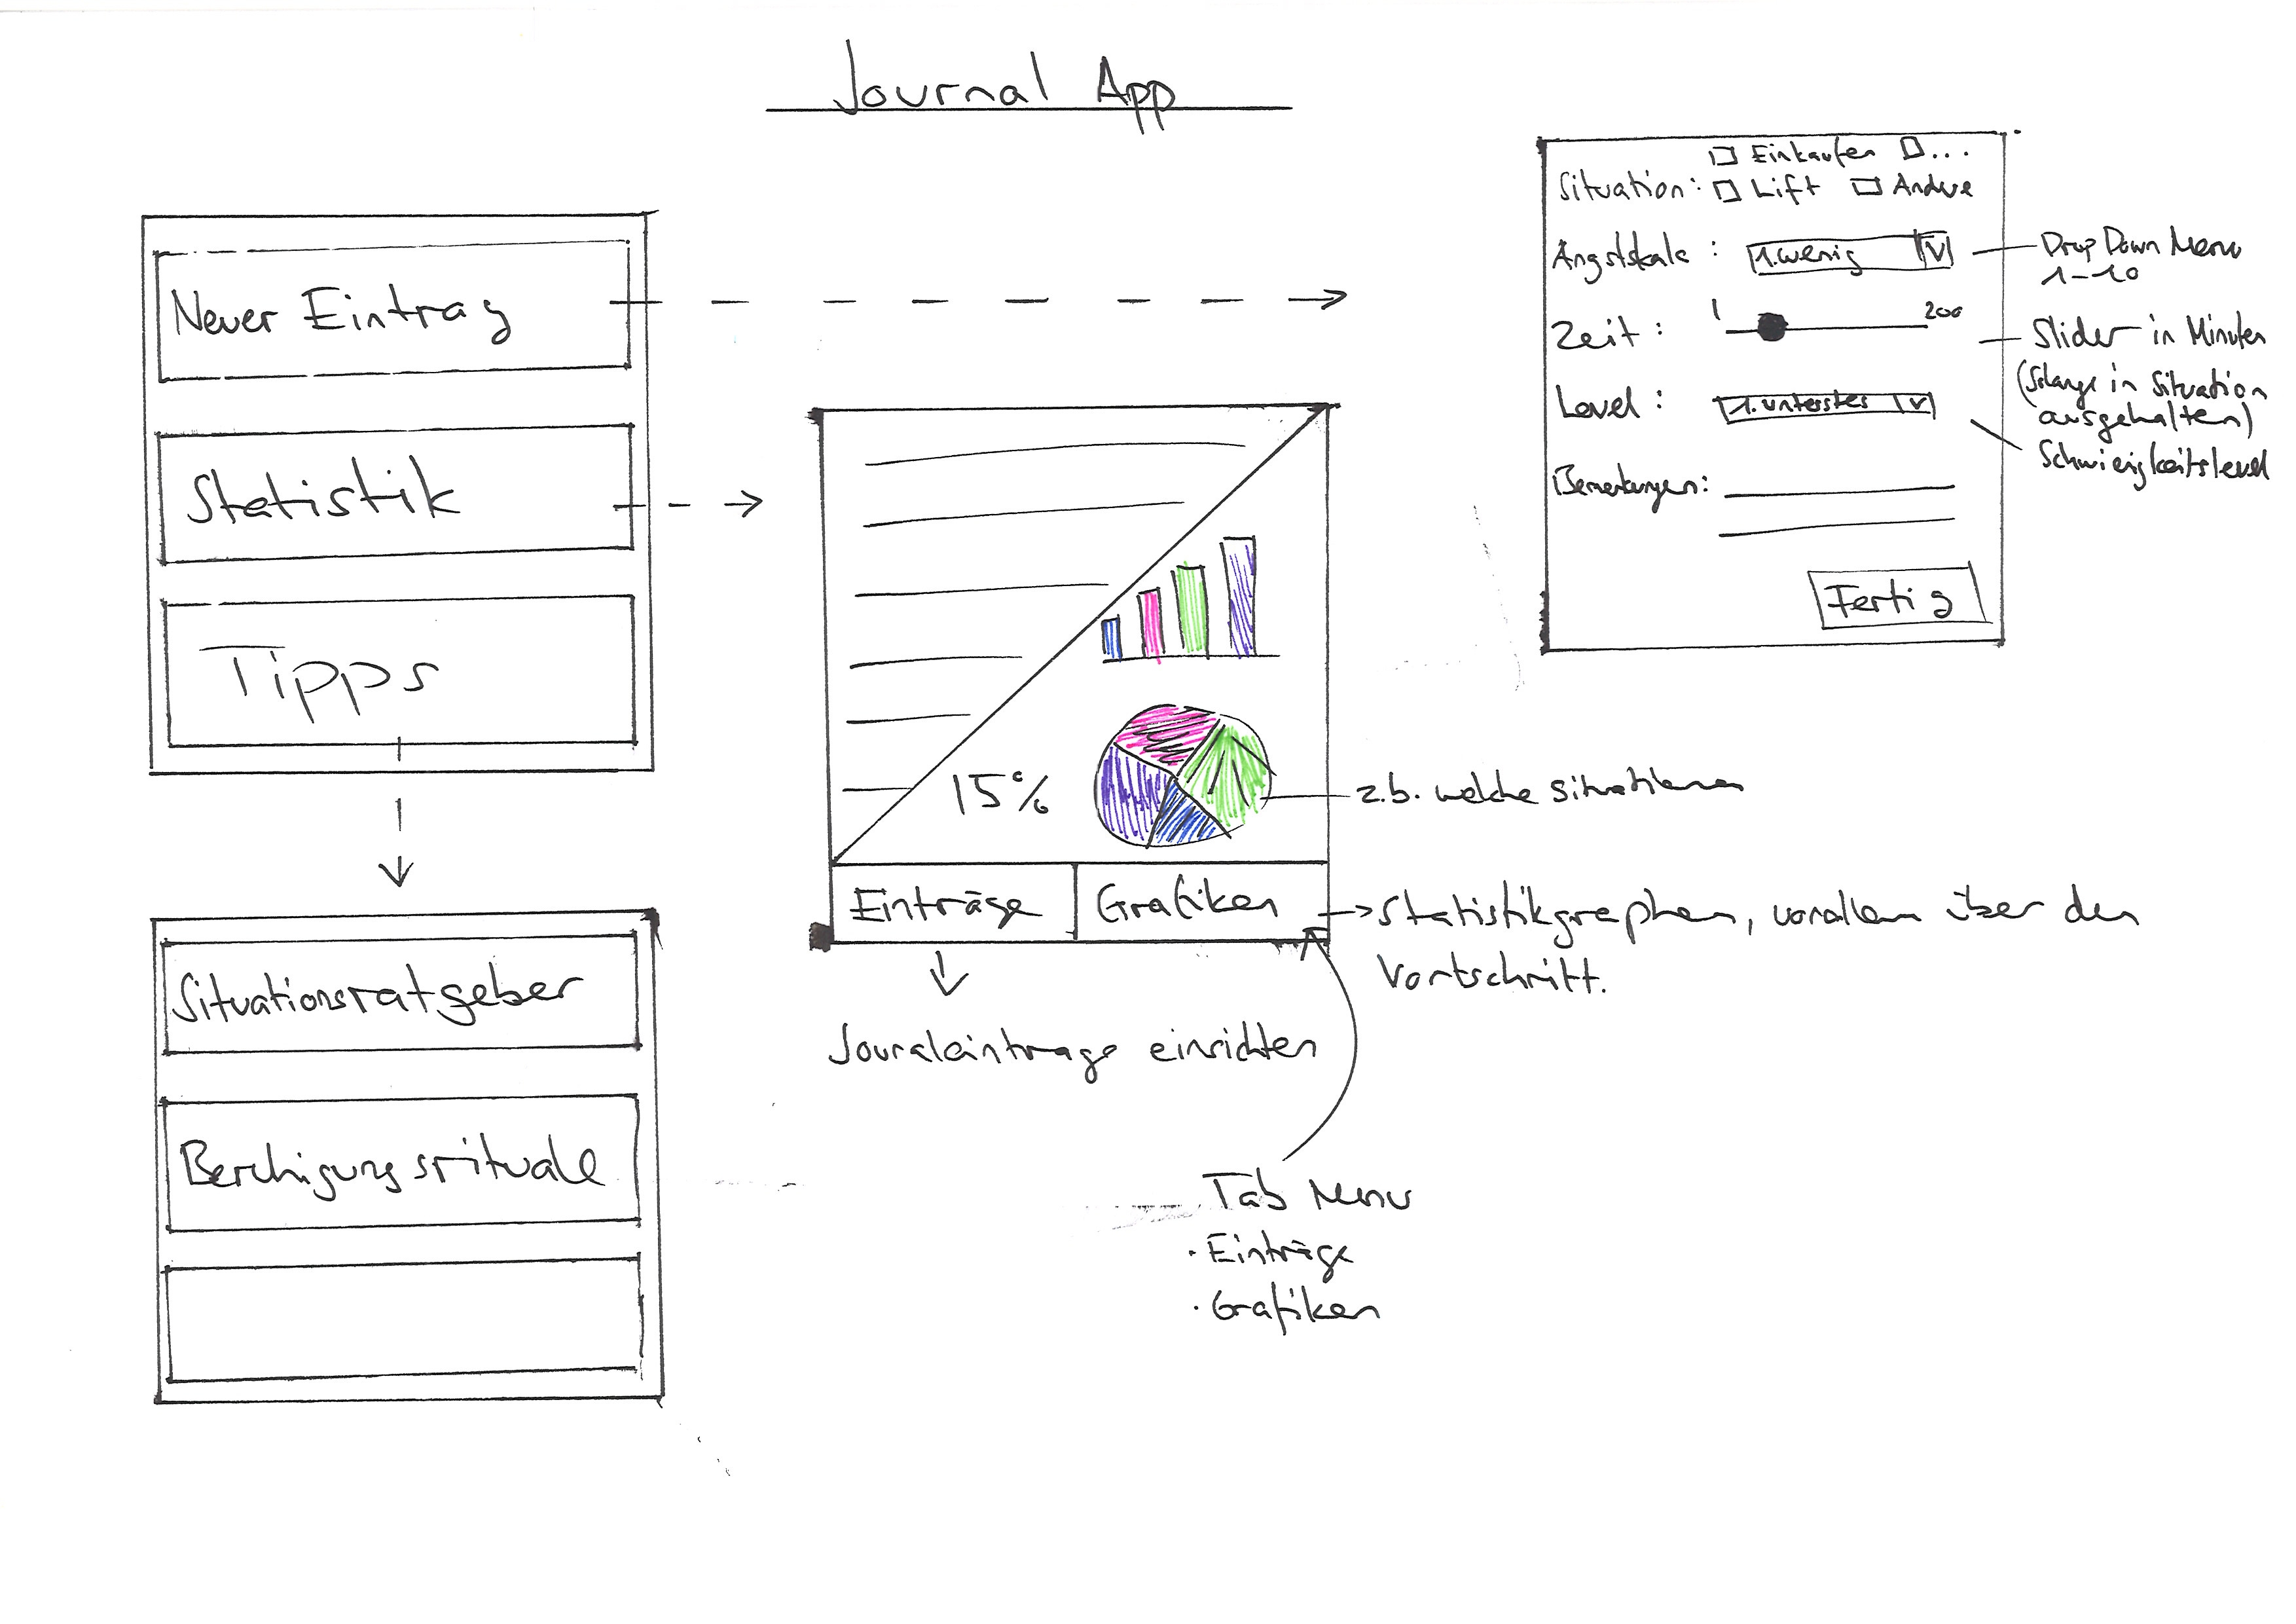 Journal App
Neuer Eintrag
Statistik
Tipps
Situationsratgeber
Beruhigungsrituale
15%
Einträge
Grafiken
z.b. welche Situationen
Statistikgraphen, vorallem über den
Vortschritt.
Jouraleintrage einrichten
Tab Menu
· Einträge
· Grafiken
Einkaufen ...
Situation: Lift Andere
Angstskale : 1. wenig V
Zeit : 1 200
Level : 1. unterstes V
Bemerkungen:
Fertig
Drop Down Menu
1-10
Slider in Minuten
(Solange in Situation
ausgehalten)
Schwierigkeitslevel